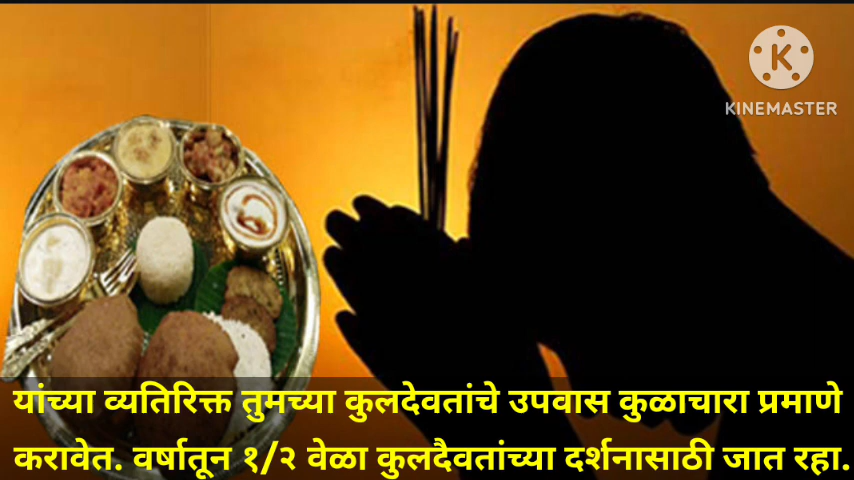 K
KINEMASTER
यांच्या व्यतिरिक्त तुमच्या कुलदेवतांचे उपवास कुळाचारा प्रमाणे
करावेत. वर्षातून १/२ वेळा कुलदैवतांच्या दर्शनासाठी जात रहा.